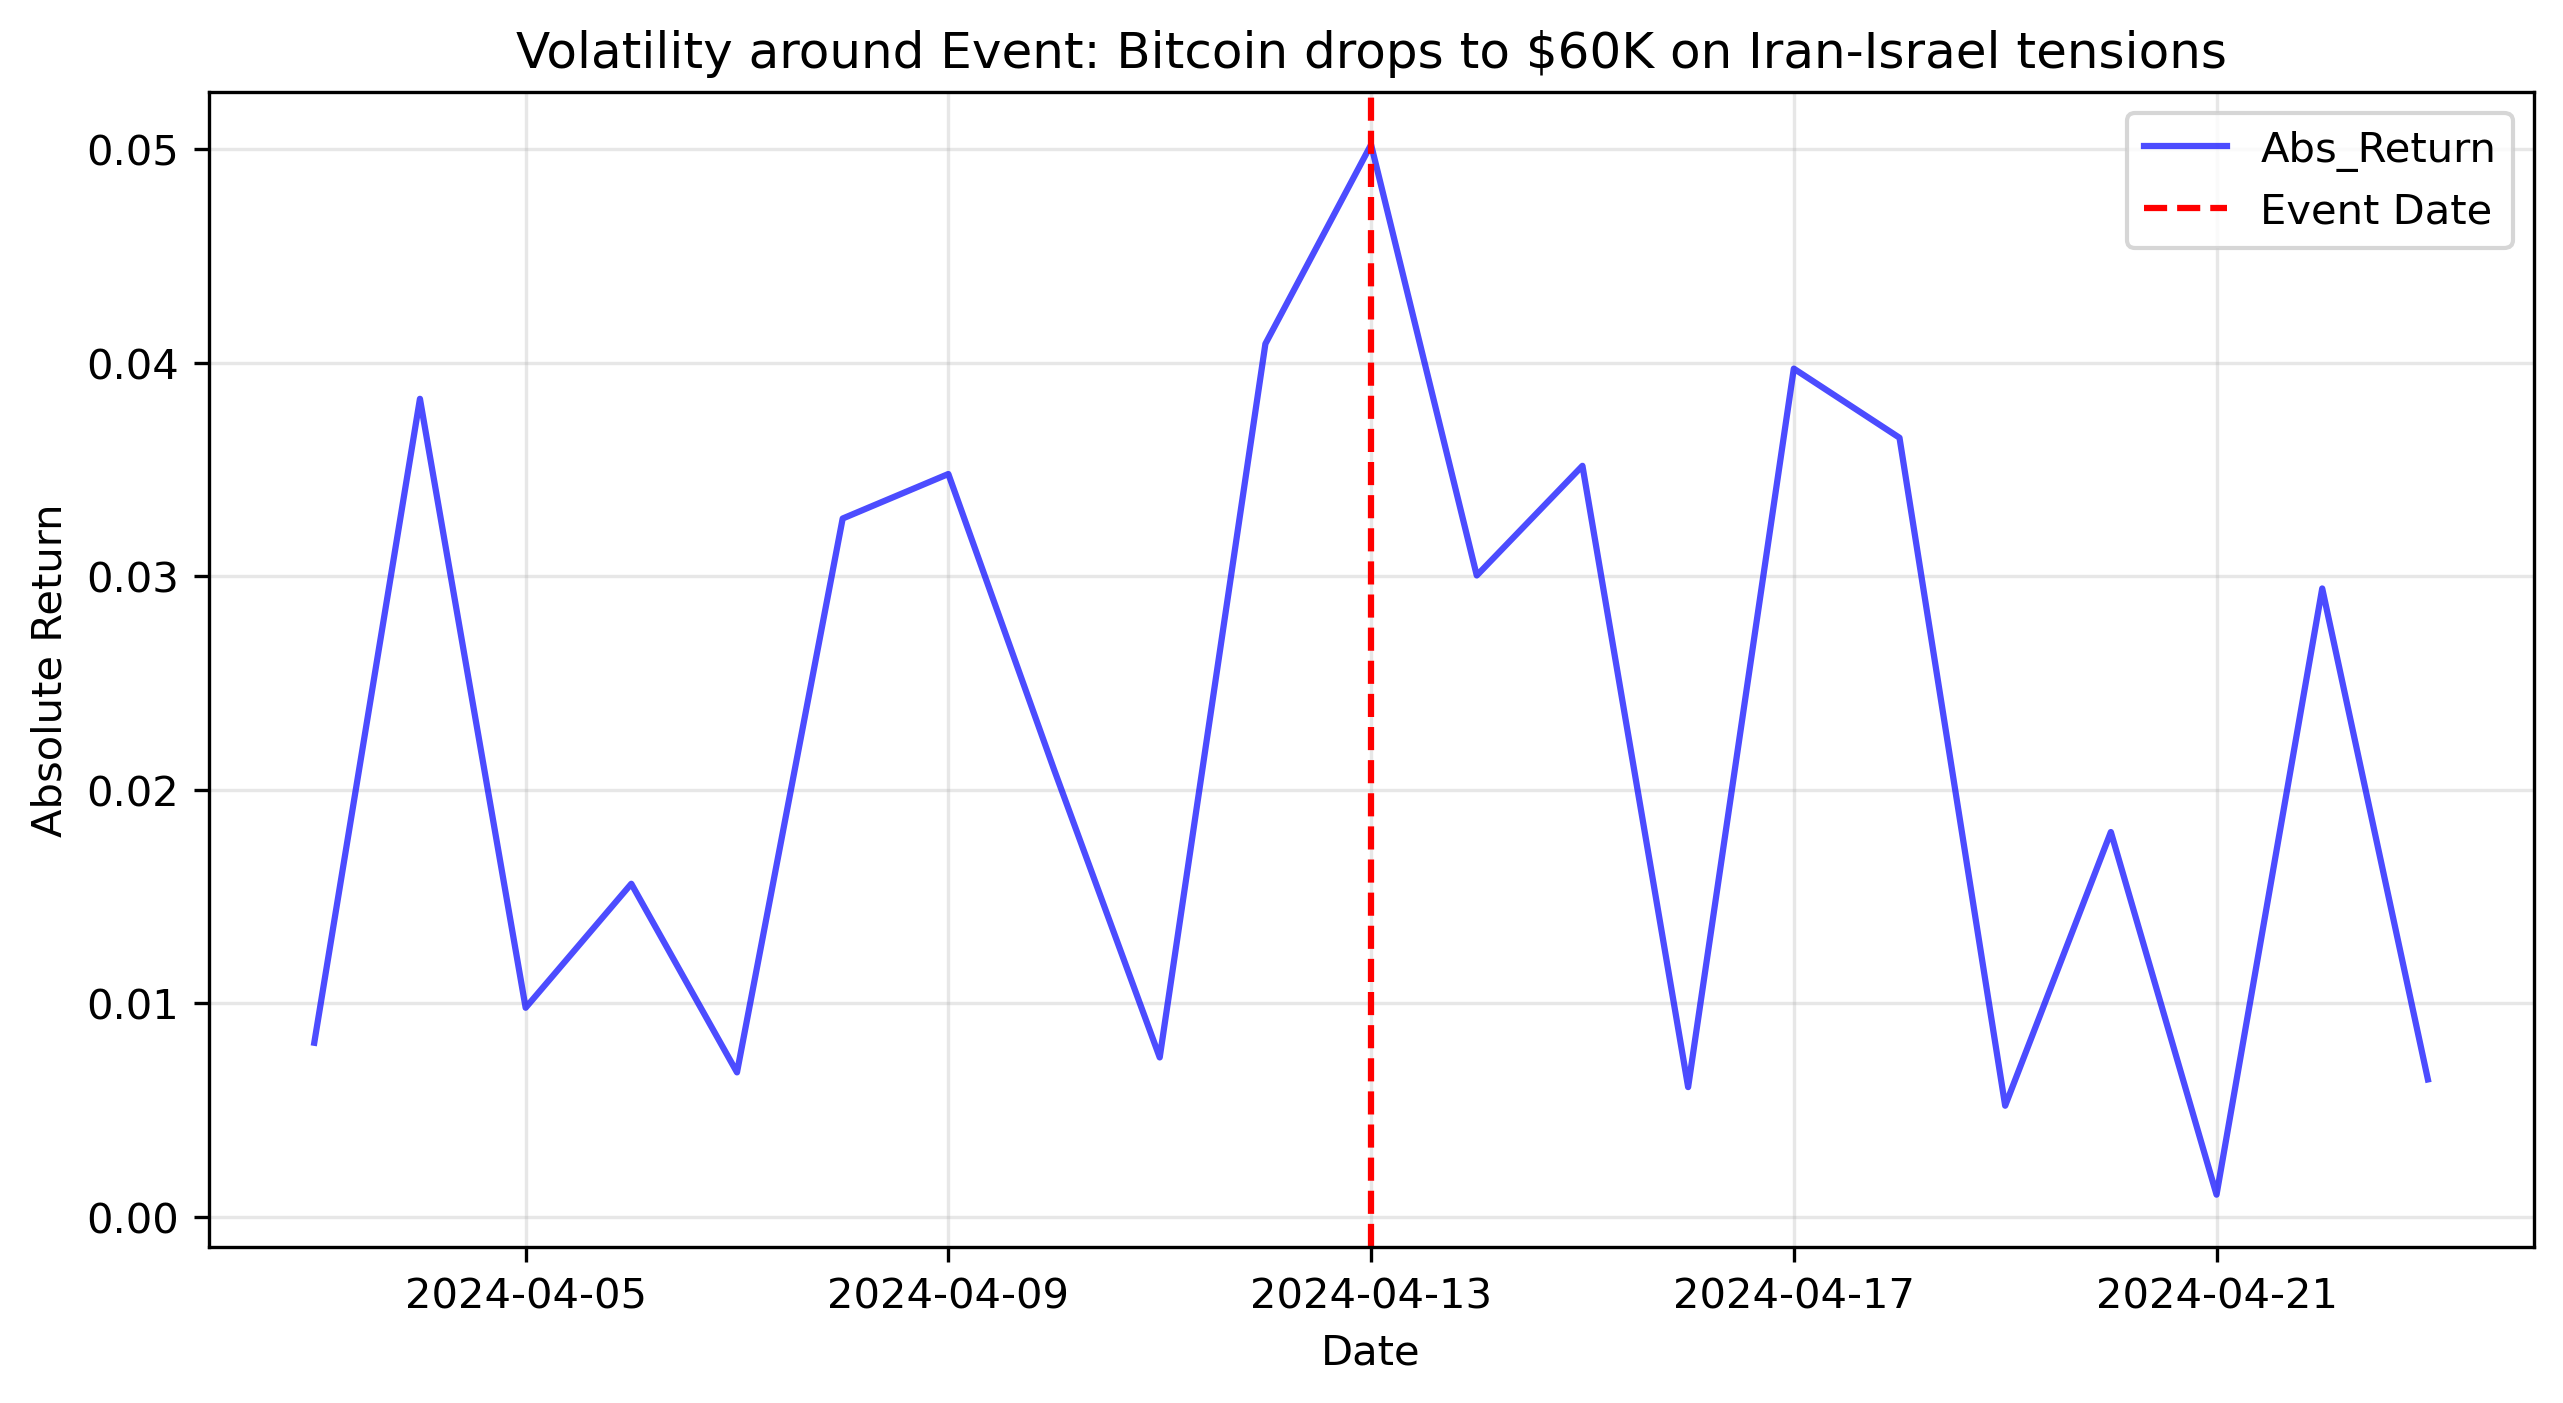 Volatility around Event: Bitcoin drops to $60K on Iran-Israel tensions
Abs_Return
Event Date
Absolute Return
0.05
0.04
0.03
0.02
0.01
0.00
2024-04-05
2024-04-09
2024-04-13
2024-04-17
2024-04-21
Date